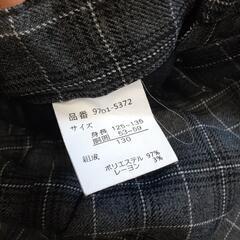 品番 9701-5372
サイズ
身長 125~135
胴囲 53~59
130
組成
ポリエステル 97%
レーヨン 3%